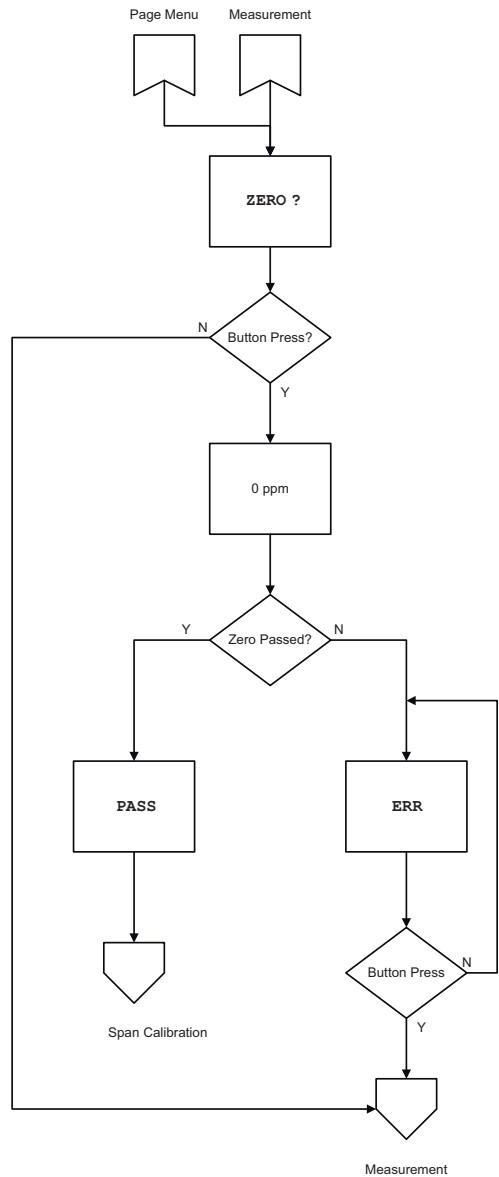 Page Menu
Measurement
ZERO ?
N
Button Press?
Y
0 ppm
Y
Zero Passed?
N
PASS
ERR
Button Press
N
Y
Span Calibration
Measurement